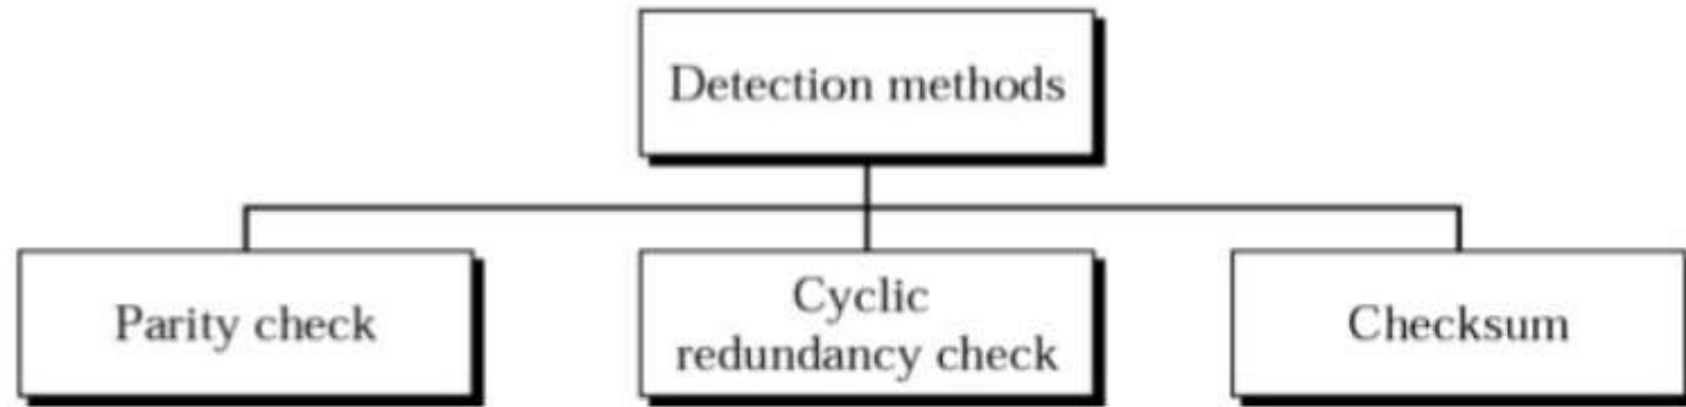 Detection methods
Parity check
Cyclic
redundancy check
Checksum